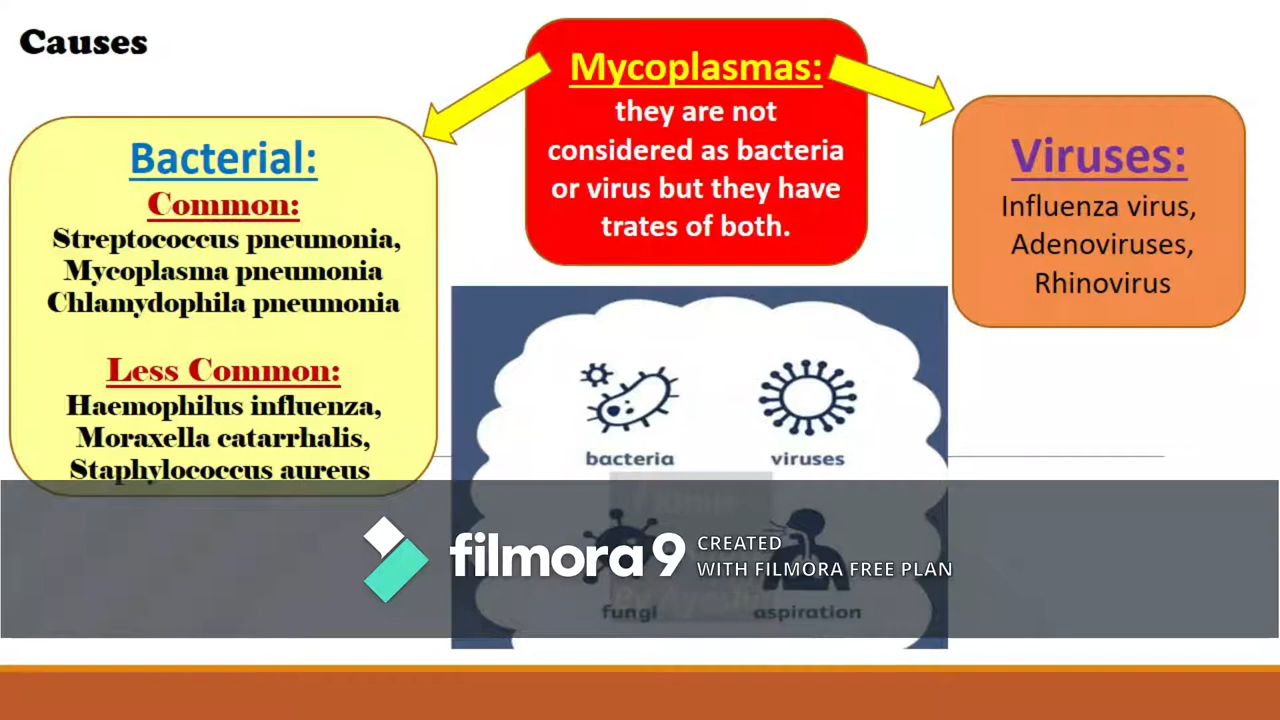 Causes
Mycoplasmas:
they are not
considered as bacteria
or virus but they have
trates of both.
Bacterial:
Common:
Streptococcus pneumonia,
Mycoplasma pneumonia
Chlamydophila pneumonia
Less Common:
Haemophilus influenza,
Moraxella catarrhalis,
Staphylococcus aureus
Viruses:
Influenza virus,
Adenoviruses,
Rhinovirus
bacteria
viruses
fungi
aspiration
filmora 9
CREATED
WITH FILMORA FREE PLAN